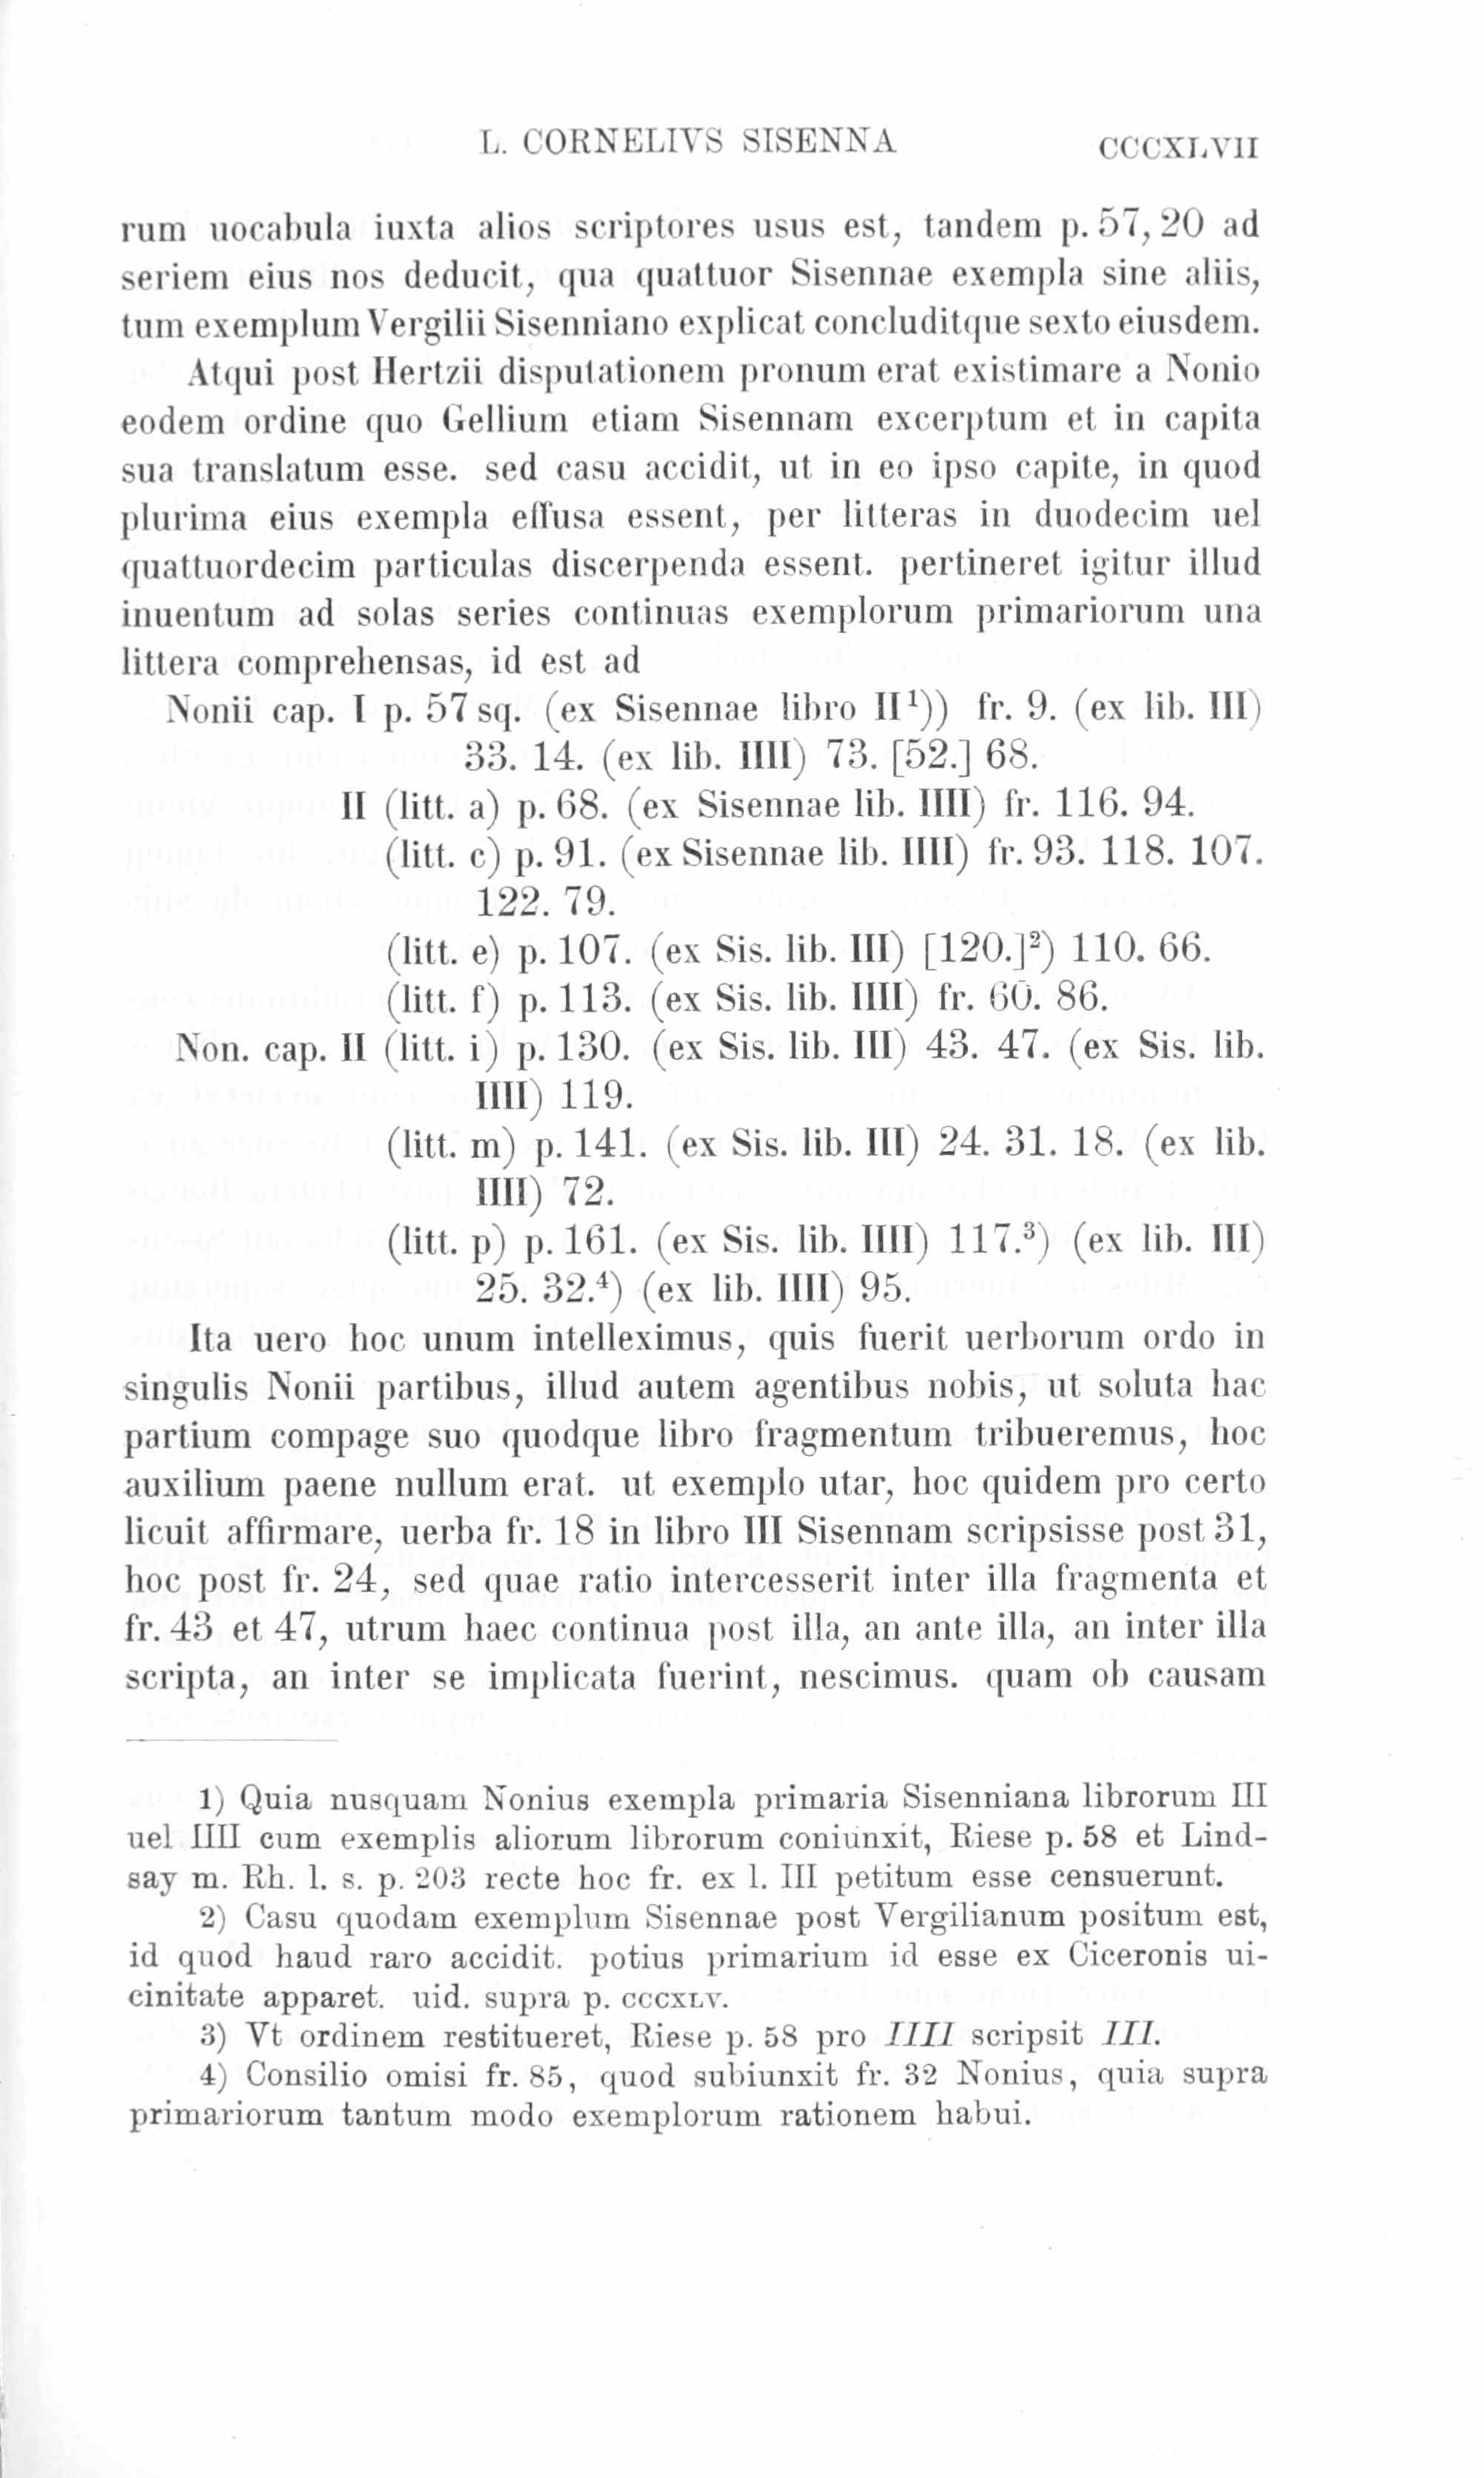 L. CORNELIVS SISENNA CCCXLVII
rum uocabula iuxta alios scriptores usus est, tandem p. 57, 20 ad
seriem eius nos deducit, qua quattuor Sisennae exempla sine aliis,
tum exemplum Vergilii Sisenniano explicat concluditque sexto eiusdem.
Atqui post Hertzii disputationem pronum erat existimare a Nonio
eodem ordine quo Gellium etiam Sisennam excerptum et in capita
sua translatum esse. sed casu accidit, ut in eo ipso capite, in quod
plurima eius exempla effusa essent, per litteras in duodecim uel
quattuordecim particulas discerpenda essent. pertineret igitur illud
inuentum ad solas series continuas exemplorum primariorum una
littera comprehensas, id est ad
Nonii cap. I p. 57 sq. (ex Sisennae libro II¹)) fr. 9. (ex lib. III)
33. 14. (ex lib. IIII) 73. [52.] 68.
II (litt. a) p. 68. (ex Sisennae lib. IIII) fr. 116. 94.
(litt. c) p. 91. (ex Sisennae lib. IIII) fr. 93. 118. 107.
122. 79.
(litt. e) p. 107. (ex Sis. lib. III) [120.]²) 110. 66.
(litt. f) p. 113. (ex Sis. lib. IIII) fr. 60. 86.
Non. cap. II (litt. i) p. 130. (ex Sis. lib. III) 43. 47. (ex Sis. lib.
IIII) 119.
(litt. m) p. 141. (ex Sis. lib. III) 24. 31. 18. (ex lib.
IIII) 72.
(litt. p) p. 161. (ex Sis. lib. IIII) 117.³) (ex lib. III)
25. 32.⁴) (ex lib. IIII) 95.
Ita uero hoc unum intelleximus, quis fuerit uerborum ordo in
singulis Nonii partibus, illud autem agentibus nobis, ut soluta hac
partium compage suo quodque libro fragmentum tribueremus, hoc
auxilium paene nullum erat. ut exemplo utar, hoc quidem pro certo
licuit affirmare, uerba fr. 18 in libro III Sisennam scripsisse post 31,
hoc post fr. 24, sed quae ratio intercesserit inter illa fragmenta et
fr. 43 et 47, utrum haec continua post illa, an ante illa, an inter illa
scripta, an inter se implicata fuerint, nescimus. quam ob causam
1) Quia nusquam Nonius exempla primaria Sisenniana librorum III
uel IIII cum exemplis aliorum librorum coniunxit, Riese p. 58 et Lind-
say m. Rh. l. s. p. 203 recte hoc fr. ex l. III petitum esse censuerunt.
2) Casu quodam exemplum Sisennae post Vergilianum positum est,
id quod haud raro accidit. potius primarium id esse ex Ciceronis ui-
cinitate apparet. uid. supra p. CCCXLV.
3) Vt ordinem restitueret, Riese p. 58 pro IIII scripsit III.
4) Consilio omisi fr. 85, quod subiunxit fr. 32 Nonius, quia supra
primariorum tantum modo exemplorum rationem habui.